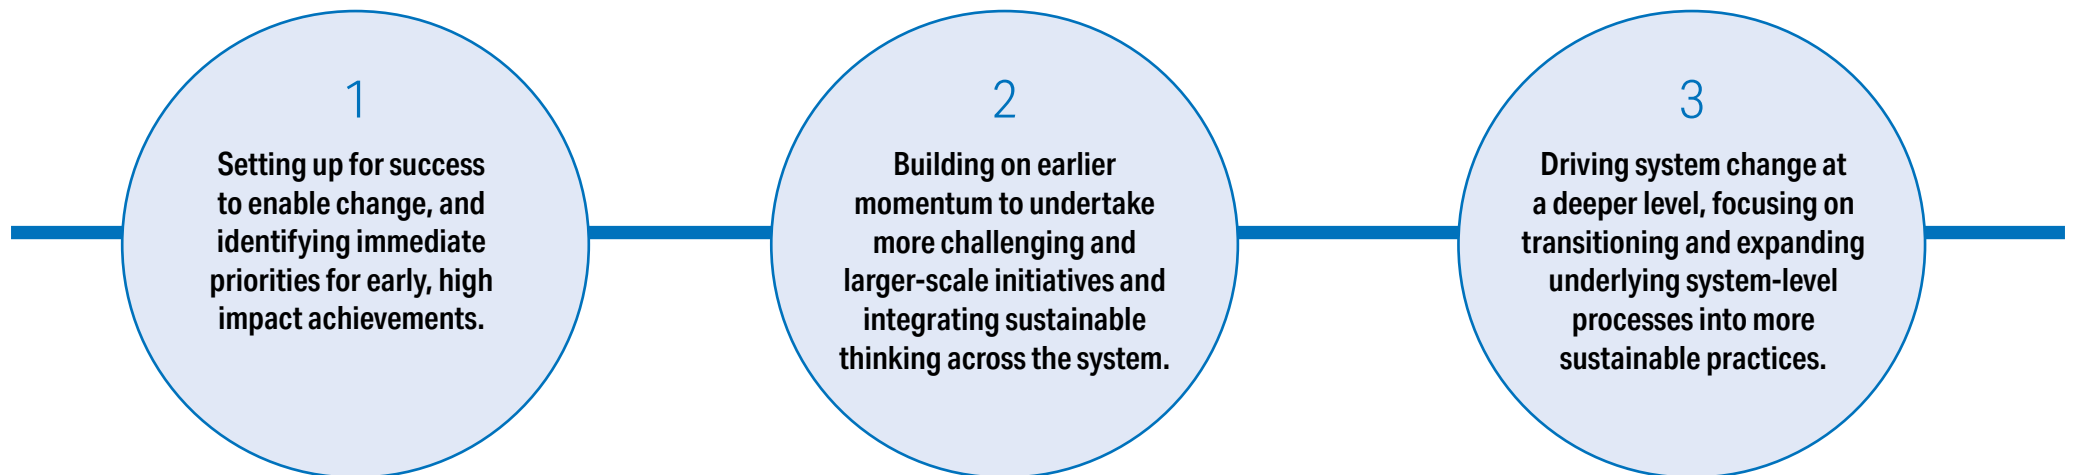 1
Setting up for success
to enable change, and
identifying immediate
priorities for early, high
impact achievements.
2
Building on earlier
momentum to undertake
more challenging and
larger-scale initiatives and
integrating sustainable
thinking across the system.
3
Driving system change at
a deeper level, focusing on
transitioning and expanding
underlying system-level
processes into more
sustainable practices.